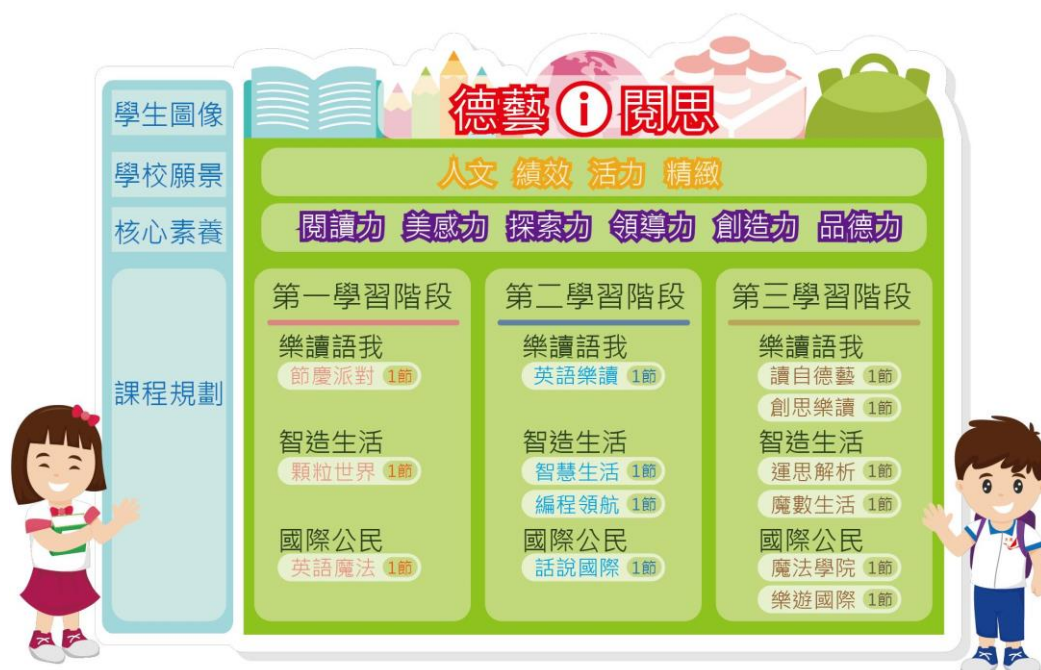 學生圖像
德藝i閱思
學校願景
人文 績效 活力 精緻
核心素養
閱讀力 美感力 探索力 領導力 創造力 品德力
課程規劃
第一學習階段
樂讀語我
節慶派對 1節
智造生活
顆粒世界 1節
國際公民
英語魔法 1節
第二學習階段
樂讀語我
英語樂讀 1節
智造生活
智慧生活 1節
編程領航 1節
國際公民
話說國際 1節
第三學習階段
樂讀語我
讀自德藝 1節
創思樂讀 1節
智造生活
運思解析 1節
魔數生活 1節
國際公民
魔法學院 1節
樂遊國際 1節